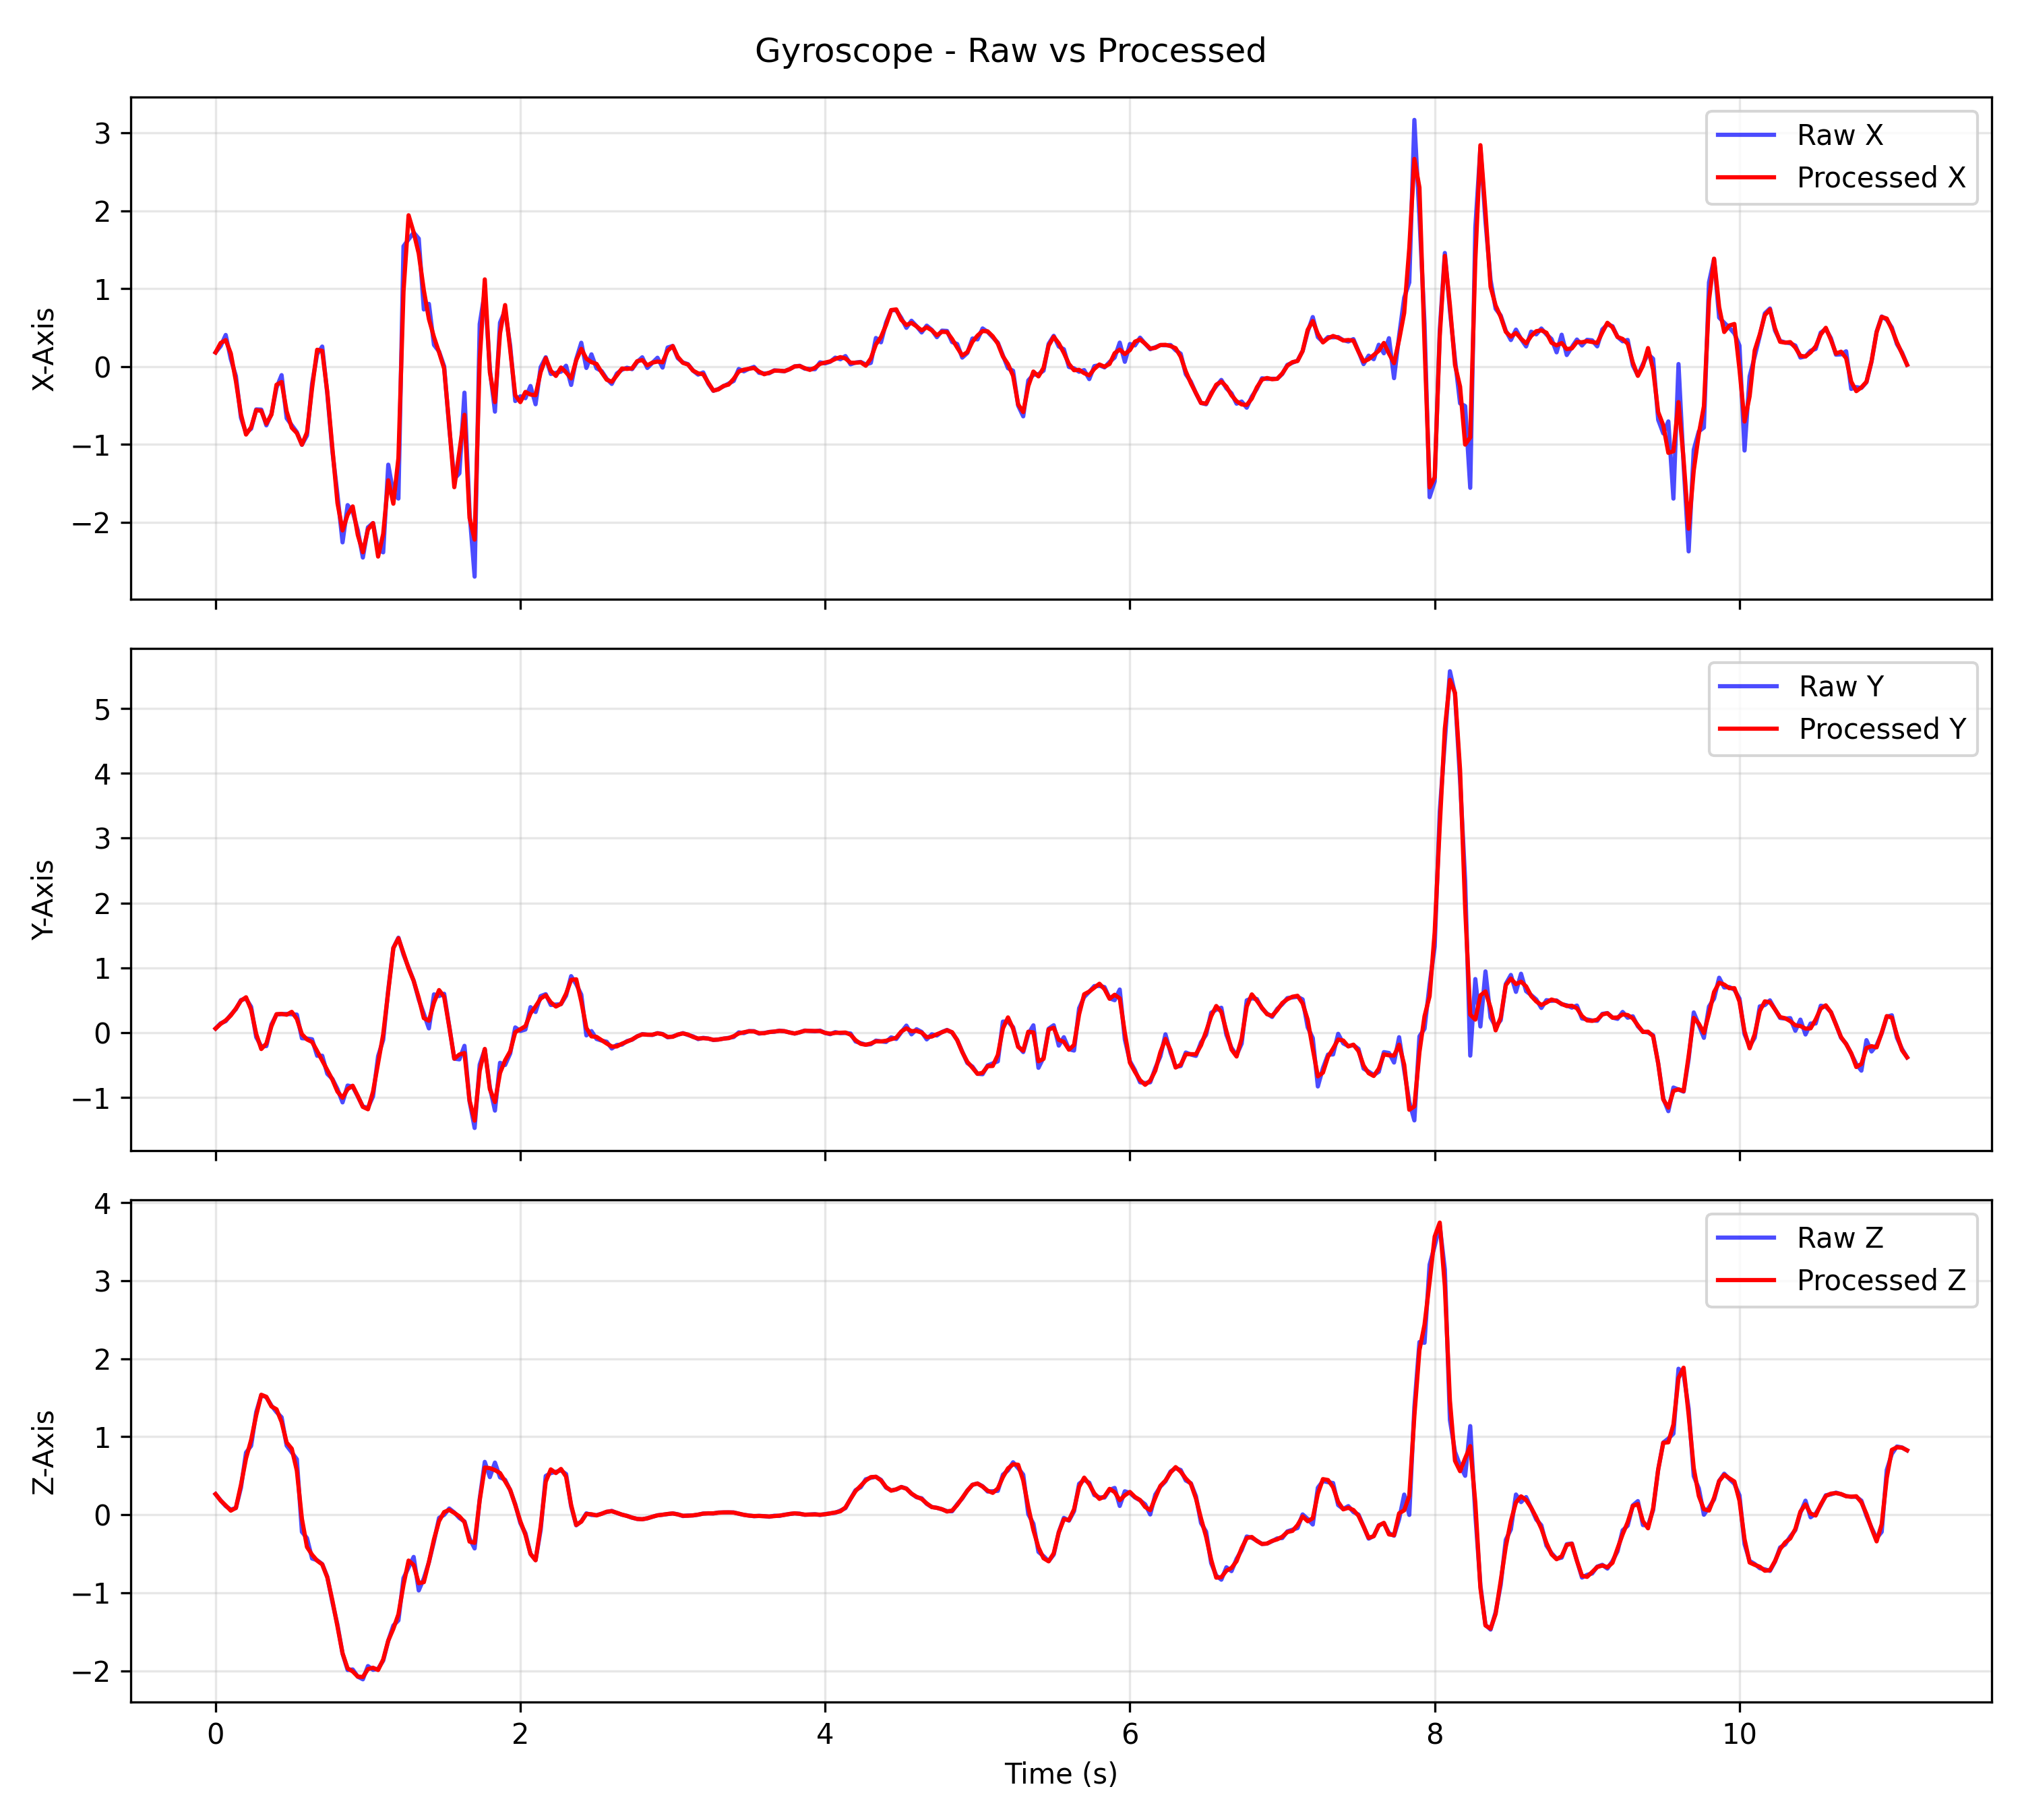 Gyroscope - Raw vs Processed
3
2
1
0
−1
−2
X-Axis
Raw X
Processed X
5
4
3
2
1
0
−1
Y-Axis
Raw Y
Processed Y
4
3
2
1
0
−1
−2
Z-Axis
Raw Z
Processed Z
0 2 4 6 8 10
Time (s)